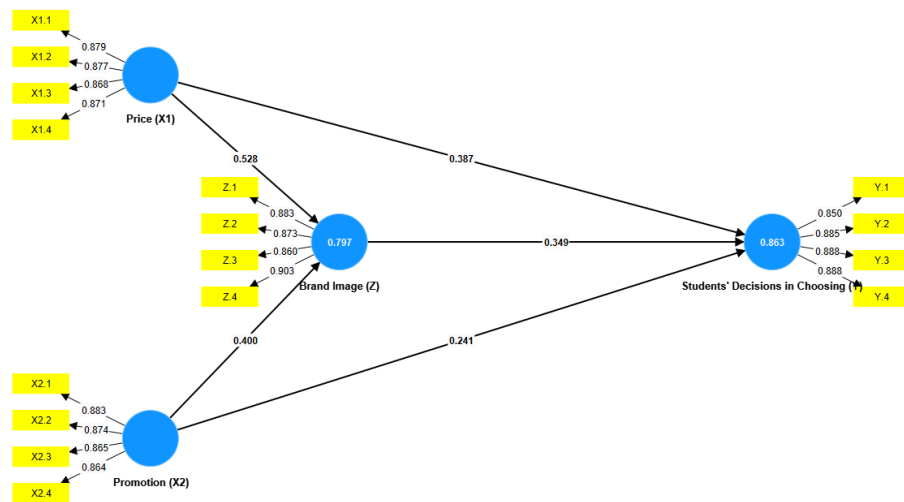 X1.1
0.879
X1.2
0.877
X1.3
0.868
0.871
X1.4
Price (X1)
0.528
0.387
Z.1
0.883
Z.2
0.873
Z.3
0.860
0.903
Z.4
0.797
Brand Image (Z)
0.349
Y.1
0.850
Y.2
0.885
0.863
0.888
Y.3
0.888
Y.4
Students' Decisions in Choosing (Y)
0.400
0.241
X2.1
0.883
X2.2
0.874
X2.3
0.865
0.864
X2.4
Promotion (X2)